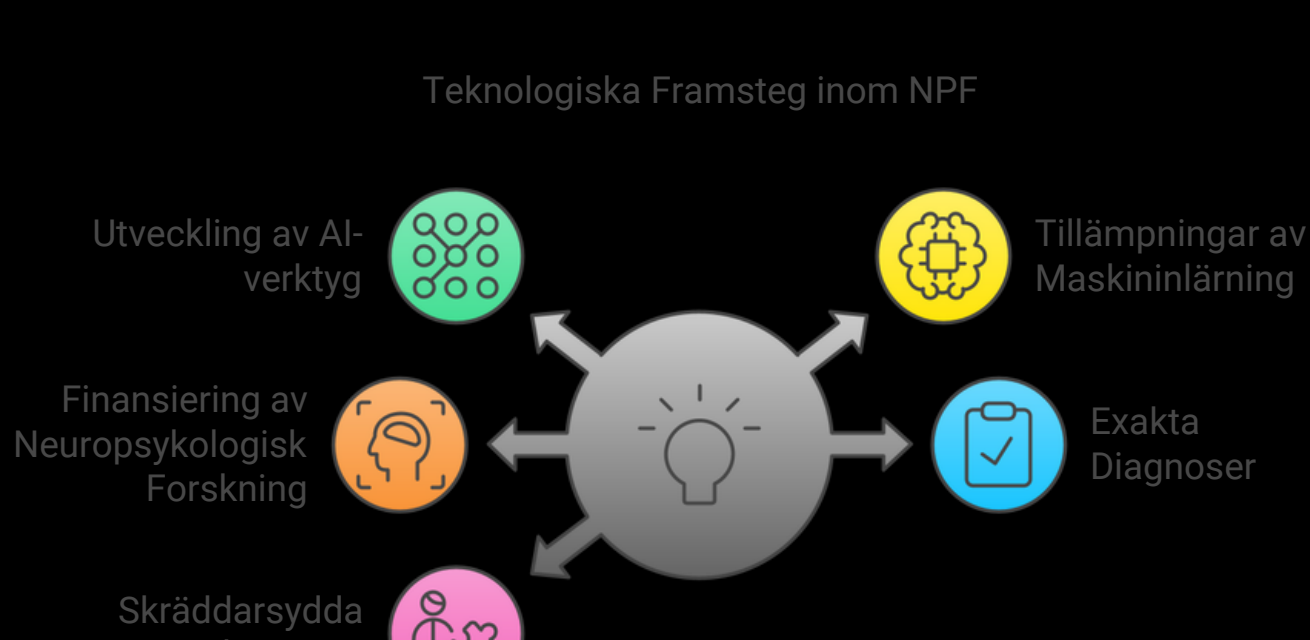 Teknologiska Framsteg inom NPF
Utveckling av AI-
verktyg
Tillämpningar av
Maskininlärning
Finansiering av
Neuropsykologisk
Forskning
Exakta
Diagnoser
Skräddarsydda